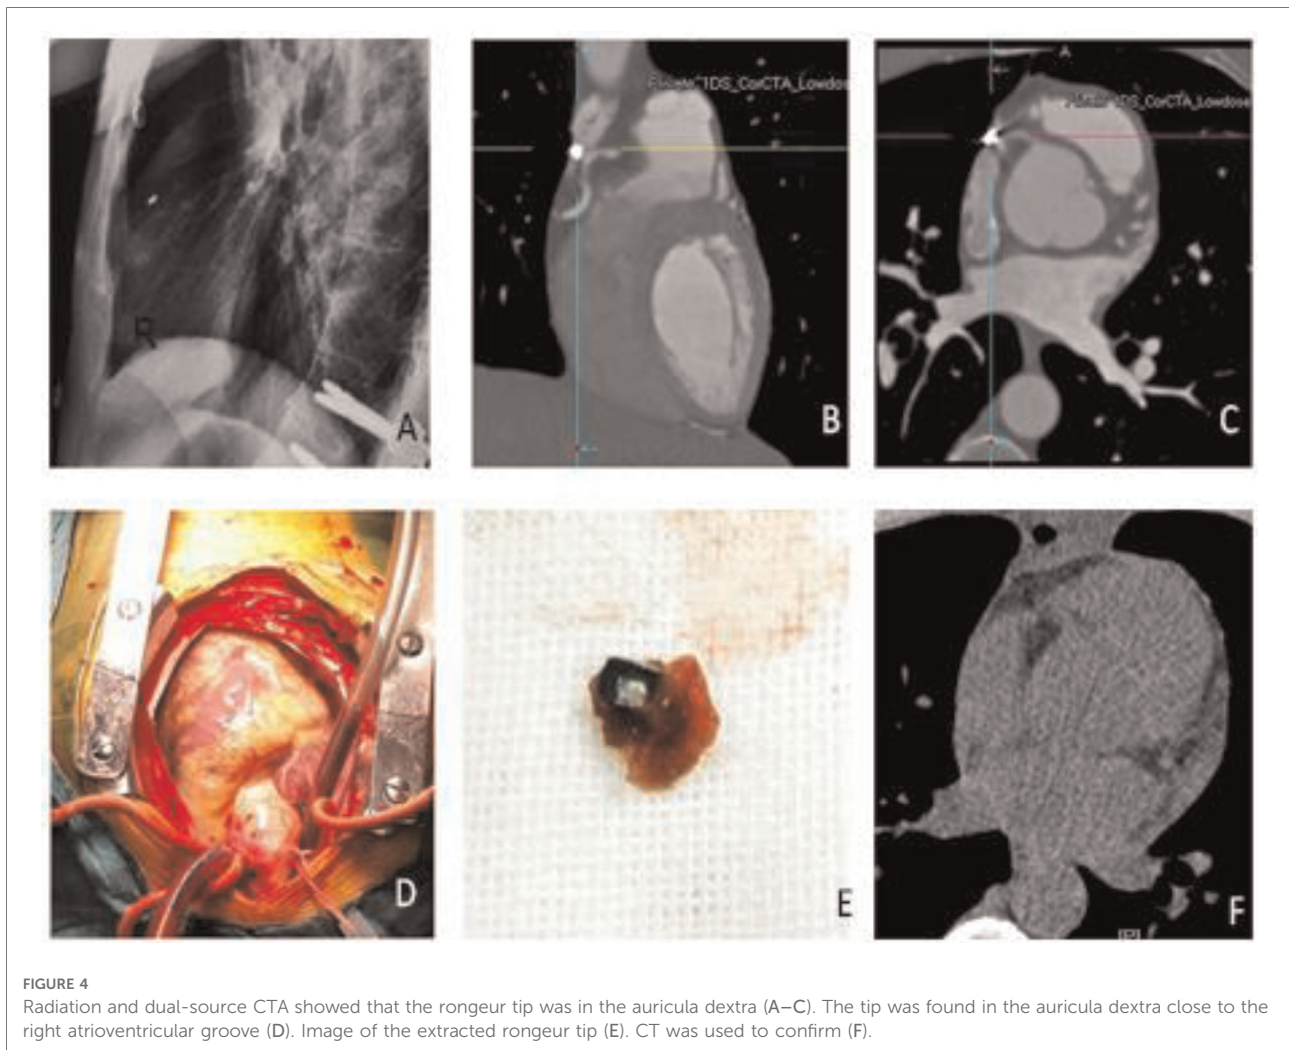 R
A
_CorCTA_Lowdose
B
A
_CorCTA_Lowdose
C
D
E
F
FIGURE 4
Radiation and dual-source CTA showed that the rongeur tip was in the auricula dextra (A–C). The tip was found in the auricula dextra close to the
right atrioventricular groove (D). Image of the extracted rongeur tip (E). CT was used to confirm (F).